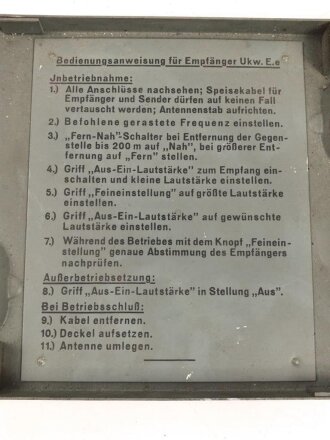 Bedienungsanweisung für Empfänger Ukw. E.e
Jnbetriebnahme:
1.) Alle Anschlüsse nachsehen; Speisekabel für
Empfänger und Sender dürfen auf keinen Fall
vertauscht werden; Antennenstab aufrichten.
2.) Befohlene gerastete Frequenz einstellen.
3.) „Fern-Nah"-Schalter bei Entfernung der Gegen-
stelle bis 200 m auf „Nah", bei größerer Ent-
fernung auf „Fern" stellen.
4.) Griff „Aus-Ein-Lautstärke" zum Empfang ein-
schalten und kleine Lautstärke einstellen.
5.) Griff „Feineinstellung" auf größte Lautstärke
einstellen.
6.) Griff „Aus-Ein-Lautstärke" auf gewünschte
Lautstärke einstellen.
7.) Während des Betriebes mit dem Knopf „Feinein-
stellung" genaue Abstimmung des Empfängers
nachprüfen.
Außerbetriebsetzung:
8.) Griff „Aus-Ein-Lautstärke" in Stellung „Aus".
Bei Betriebsschluß:
9.) Kabel entfernen.
10.) Deckel aufsetzen.
11.) Antenne umlegen.